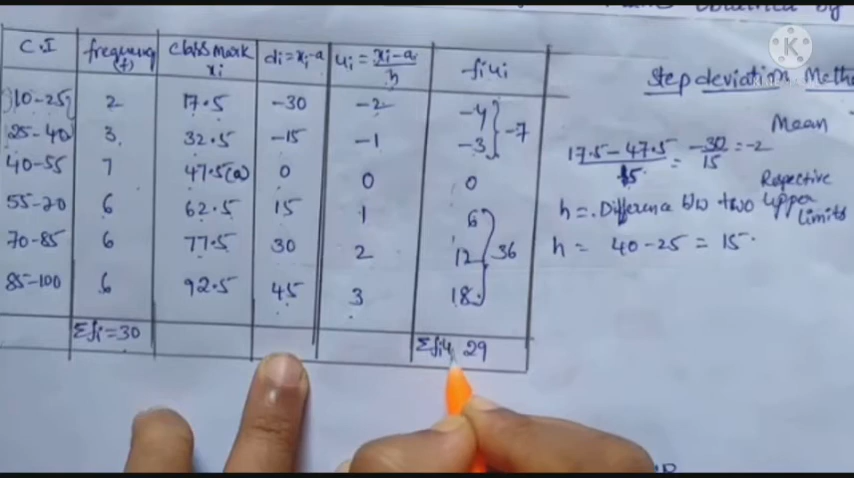 obtained by
K
C.I frequency (f) class mark xi di=xi-a ui = xi-a/h fiui
10-25 2 17.5 -30 -2 -4
25-40 3 32.5 -15 -1 -3 -7
40-55 7 47.5(a) 0 0 0
55-70 6 62.5 15 1 6
70-85 6 77.5 30 2 12 36
85-100 6 92.5 45 3 18
Σfi=30 Σfiu 29
Step deviation
Mean
17.5-47.5/15 = -30/15 = -2
h = Difference b/w two Respective upper limits
h = 40-25 = 15.